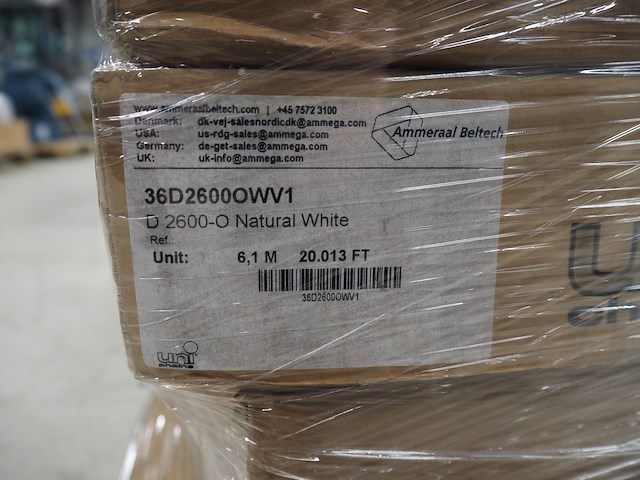 www.ammeraalbeltech.com | +45 7572 3100
Denmark: dk-vej-salesnordicdk@ammega.com
USA: us-rdg-sales@ammega.com
Germany: de-get-sales@ammega.com
UK: uk-info@ammega.com
Ammeraal Beltech
36D2600OWV1
D 2600-O Natural White
Ref.:
Unit: 6,1 M 20.013 FT
36D2600OWV1
uni
chains